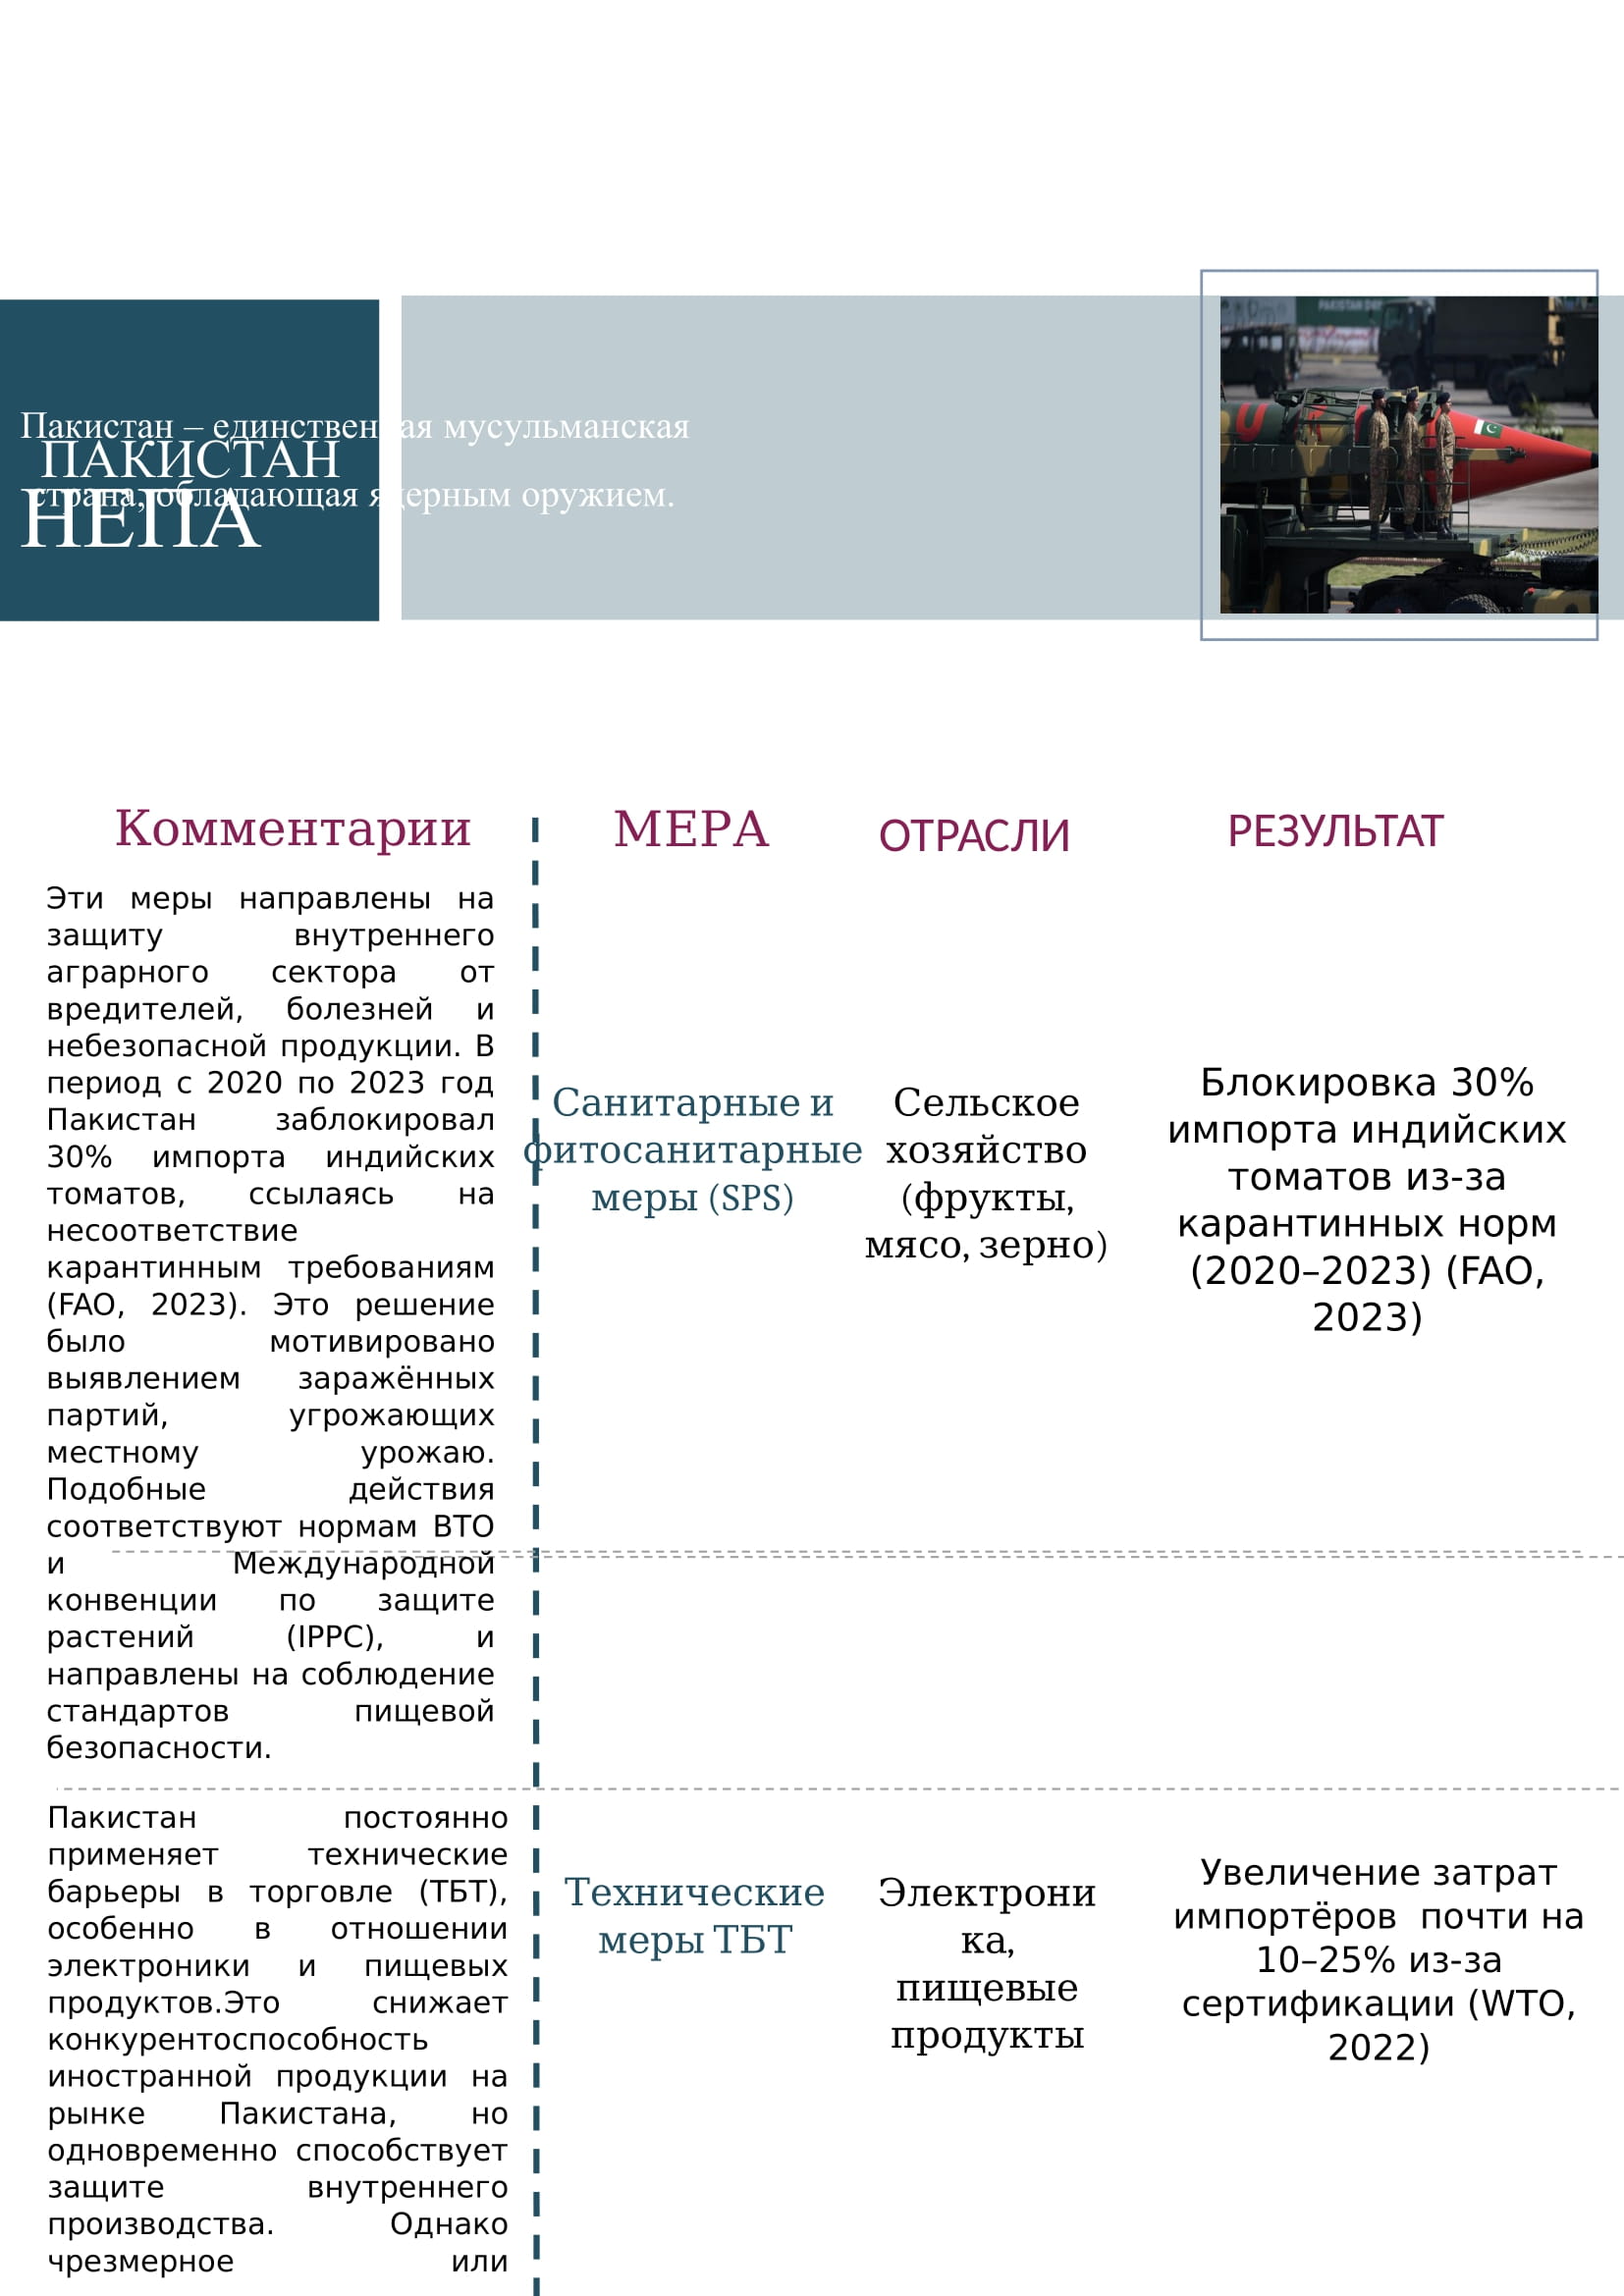 Пакистан – единственная мусульманская
ПАКИСТАН
страна, обладающая ядерным оружием.
НЕПА
Комментарии
МЕРА
ОТРАСЛИ
РЕЗУЛЬТАТ
Эти меры направлены на
защиту внутреннего
аграрного сектора от
вредителей, болезней и
небезопасной продукции. В
период с 2020 по 2023 год
Пакистан заблокировал
30% импорта индийских
томатов, ссылаясь на
несоответствие
карантинным требованиям
(FAO, 2023). Это решение
было мотивировано
выявлением заражённых
партий, угрожающих
местному урожаю.
Подобные действия
соответствуют нормам ВТО
и Международной
конвенции по защите
растений (IPPC), и
направлены на соблюдение
стандартов пищевой
безопасности.
Санитарные и
фитосанитарные
меры (SPS)
Сельское
хозяйство
(фрукты,
мясо, зерно)
Блокировка 30%
импорта индийских
томатов из-за
карантинных норм
(2020–2023) (FAO,
2023)
Пакистан постоянно
применяет технические
барьеры в торговле (ТБТ),
особенно в отношении
электроники и пищевых
продуктов.Это снижает
конкурентоспособность
иностранной продукции на
рынке Пакистана, но
одновременно способствует
защите внутреннего
производства. Однако
чрезмерное или
Технические
меры ТБТ
Электрони
ка,
пищевые
продукты
Увеличение затрат
импортёров  почти на
10–25% из-за
сертификации (WTO,
2022)